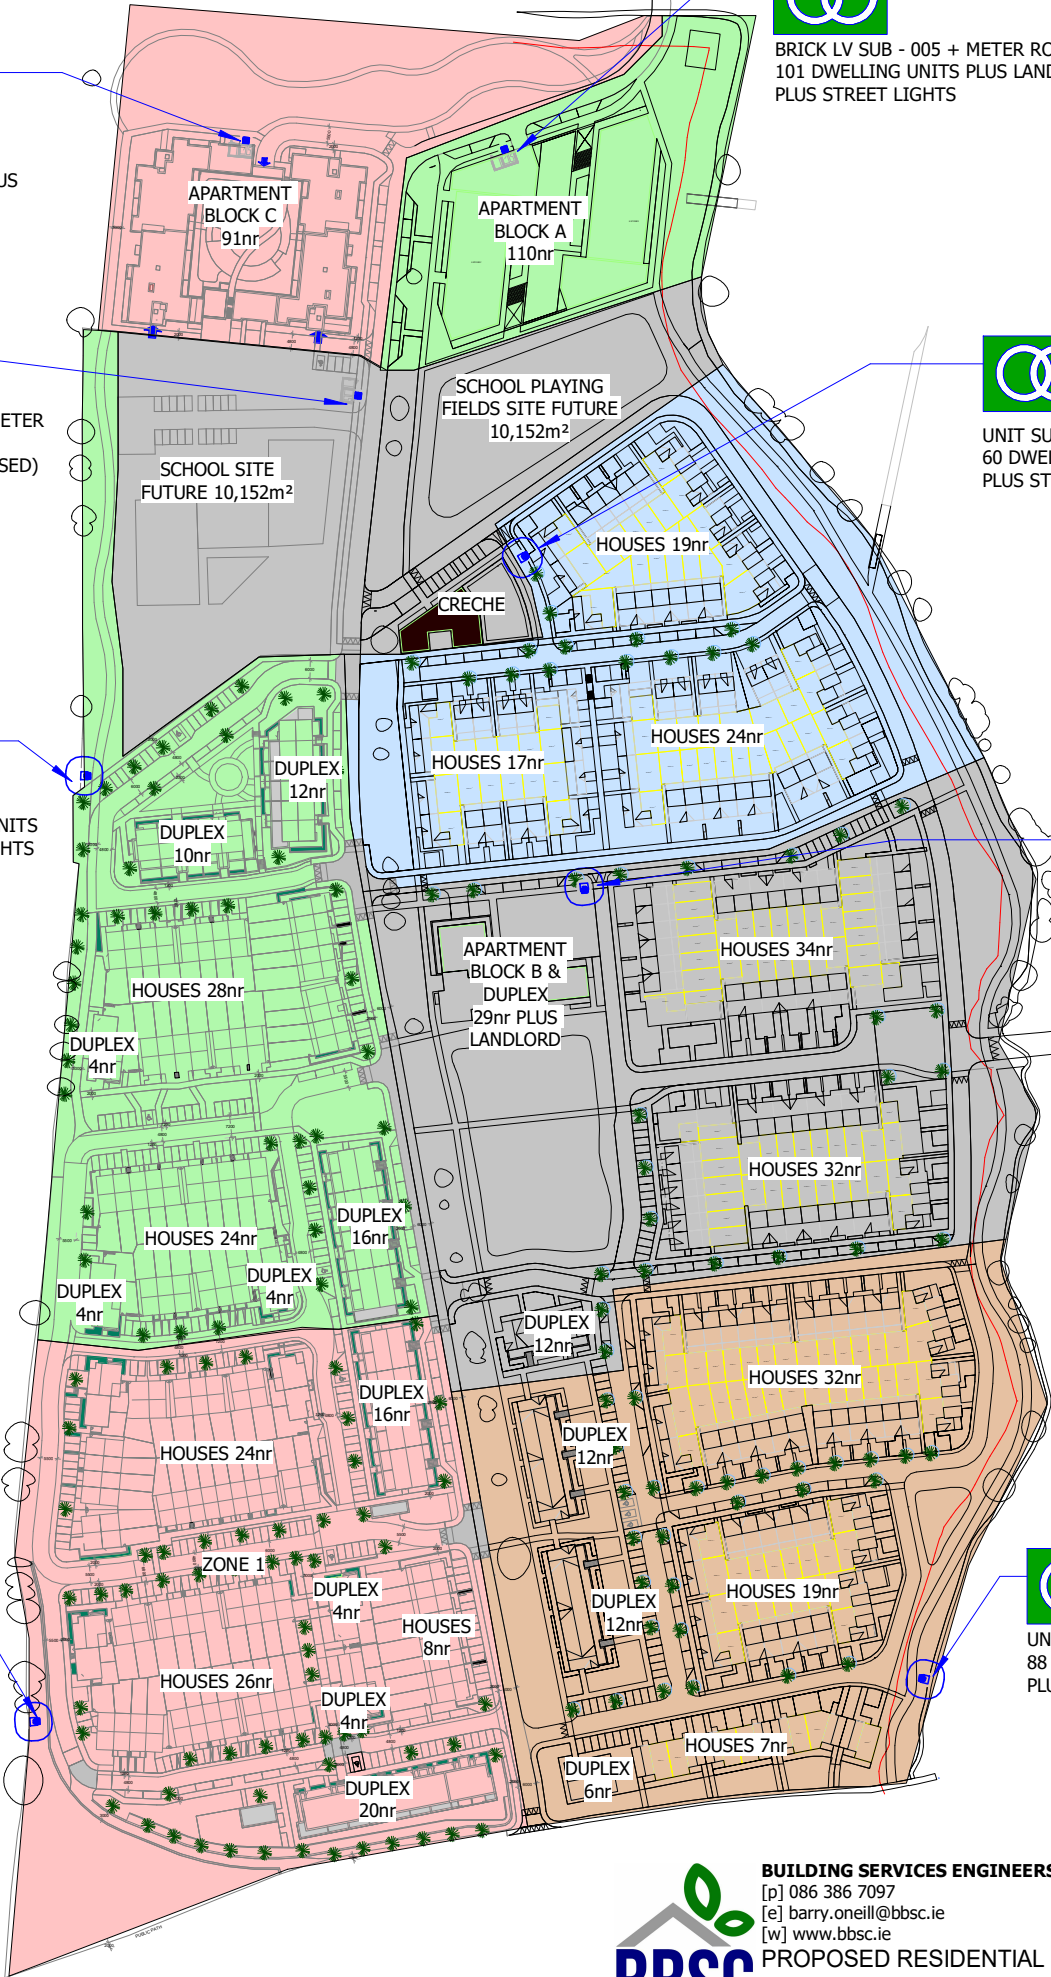 BRICK LV SUB - 005 + METER RO
101 DWELLING UNITS PLUS LAND
PLUS STREET LIGHTS
US
APARTMENT
BLOCK C
91nr
APARTMENT
BLOCK A
110nr
ETER
SED)
SCHOOL PLAYING
FIELDS SITE FUTURE
10,152m²
UNIT SU
60 DWEL
PLUS ST
SCHOOL SITE
FUTURE 10,152m²
HOUSES 19nr
CRECHE
HOUSES 24nr
HOUSES 17nr
DUPLEX
12nr
NITS
HTS
DUPLEX
10nr
HOUSES 34nr
APARTMENT
BLOCK B &
DUPLEX
29nr PLUS
LANDLORD
HOUSES 28nr
DUPLEX
4nr
HOUSES 32nr
DUPLEX
16nr
HOUSES 24nr
DUPLEX
4nr
DUPLEX
4nr
DUPLEX
12nr
HOUSES 32nr
DUPLEX
16nr
DUPLEX
12nr
HOUSES 24nr
ZONE 1
DUPLEX
4nr
HOUSES
8nr
DUPLEX
12nr
HOUSES 19nr
HOUSES 26nr
DUPLEX
4nr
UN
88
PLU
HOUSES 7nr
DUPLEX
6nr
DUPLEX
20nr
PUBLIC PATH
BUILDING SERVICES ENGINEERS
[p] 086 386 7097
[e] barry.oneill@bbsc.ie
[w] www.bbsc.ie
PROPOSED RESIDENTIAL
BBSC